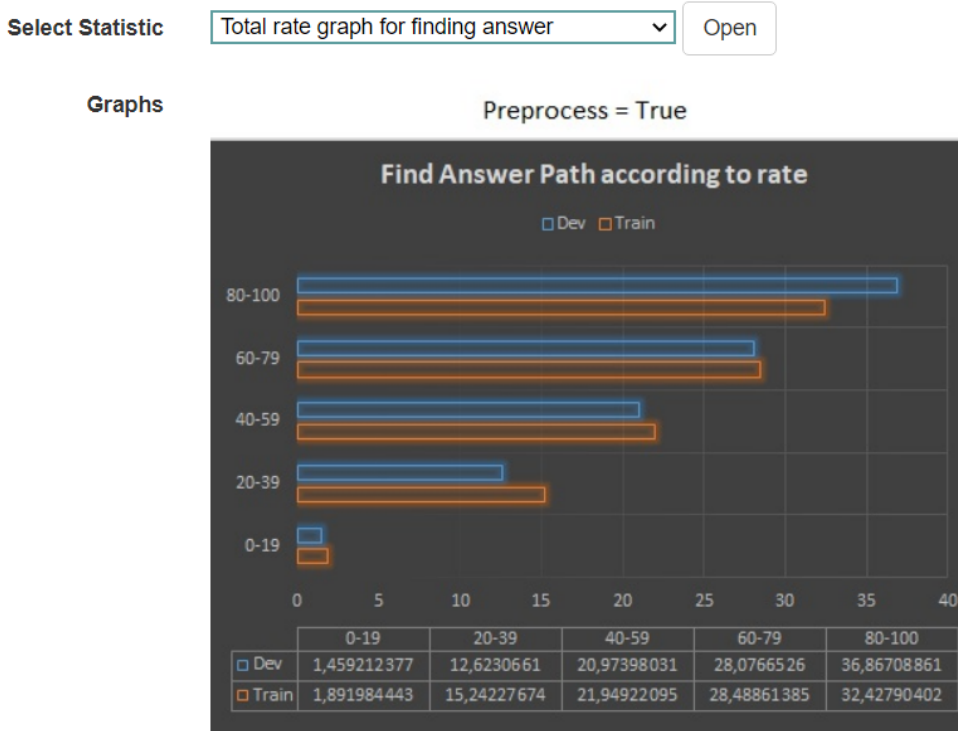 Select Statistic Total rate graph for finding answer Open
Graphs
Preprocess = True
Find Answer Path according to rate
Dev Train
80-100
60-79
40-59
20-39
0-19
0 5 10 15 20 25 30 35 40
0-19 20-39 40-59 60-79 80-100
Dev 1,459212377 12,6230661 20,97398031 28,0766526 36,86708861
Train 1,891984443 15,24227674 21,94922095 28,48861385 32,42790402